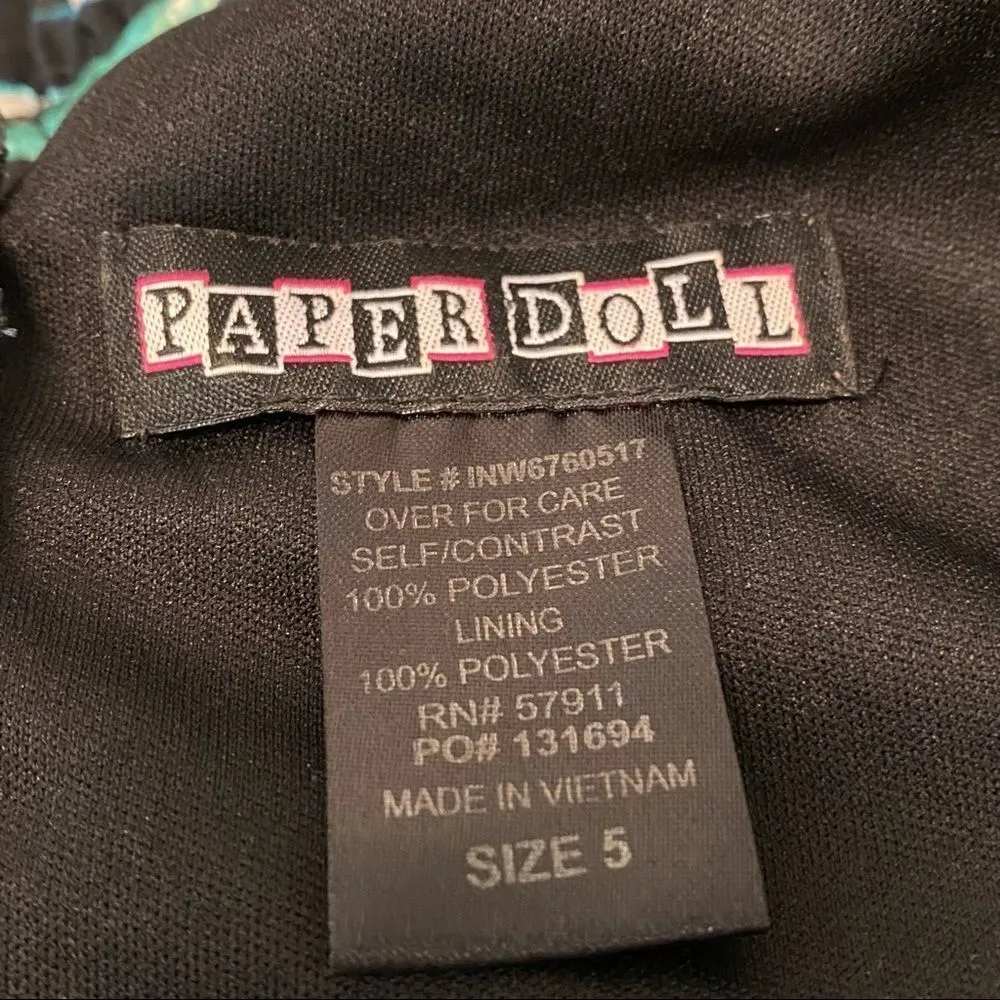 PAPER DOLL
STYLE # INW6760517
OVER FOR CARE
SELF/CONTRAST
100% POLYESTER
LINING
100% POLYESTER
RN# 57911
PO# 131694
MADE IN VIETNAM
SIZE 5